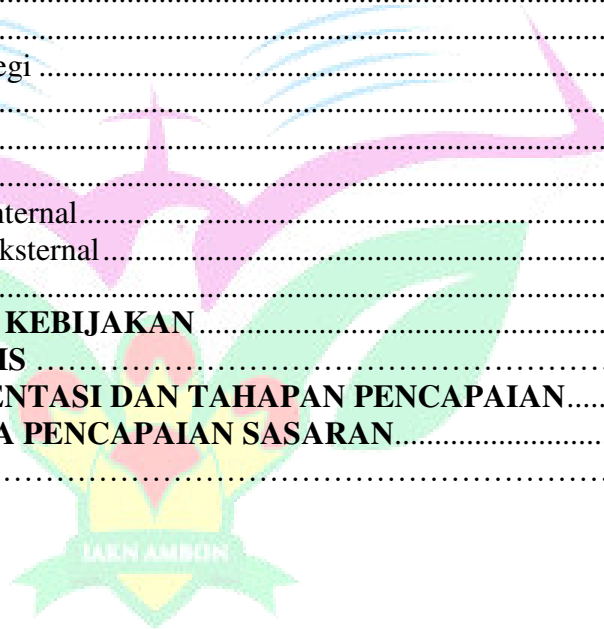 egi ....................................................................
nternal....................................................................
ksternal....................................................................
KEBIJAKAN....................................................................
IS ....................................................................
ENTASI DAN TAHAPAN PENCAPAIAN......
A PENCAPAIAN SASARAN..........................
IAKN AMBON